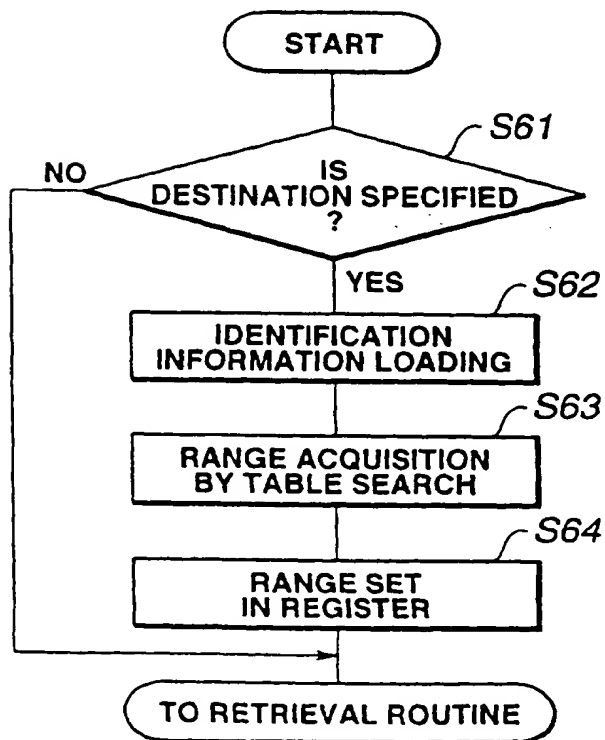 START
S61
NO
IS
DESTINATION SPECIFIED
?
YES
S62
IDENTIFICATION
INFORMATION LOADING
S63
RANGE ACQUISITION
BY TABLE SEARCH
S64
RANGE SET
IN REGISTER
TO RETRIEVAL ROUTINE